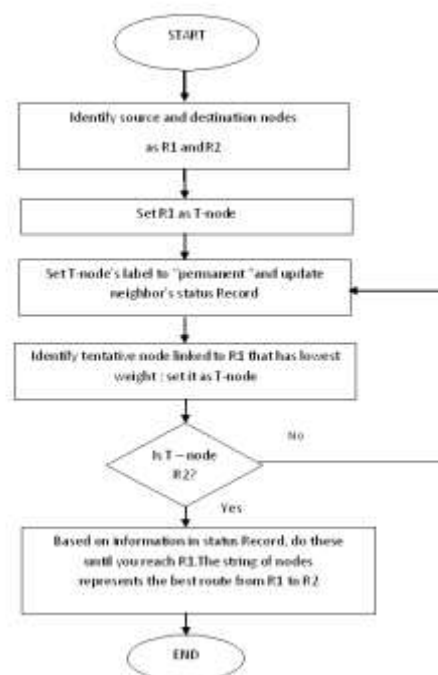 START
Identify source and destination nodes
as R1 and R2
Set R1 as T-node
Set T-node's label to "permanent "and update
neighbor's status Record
Identify tentative node linked to R1 that has lowest
weight : set it as T-node
Is T – node
R2?
No
Yes
Based on information in status Record, do these
until you reach R1.The string of nodes
represents the best route from R1 to R2
END